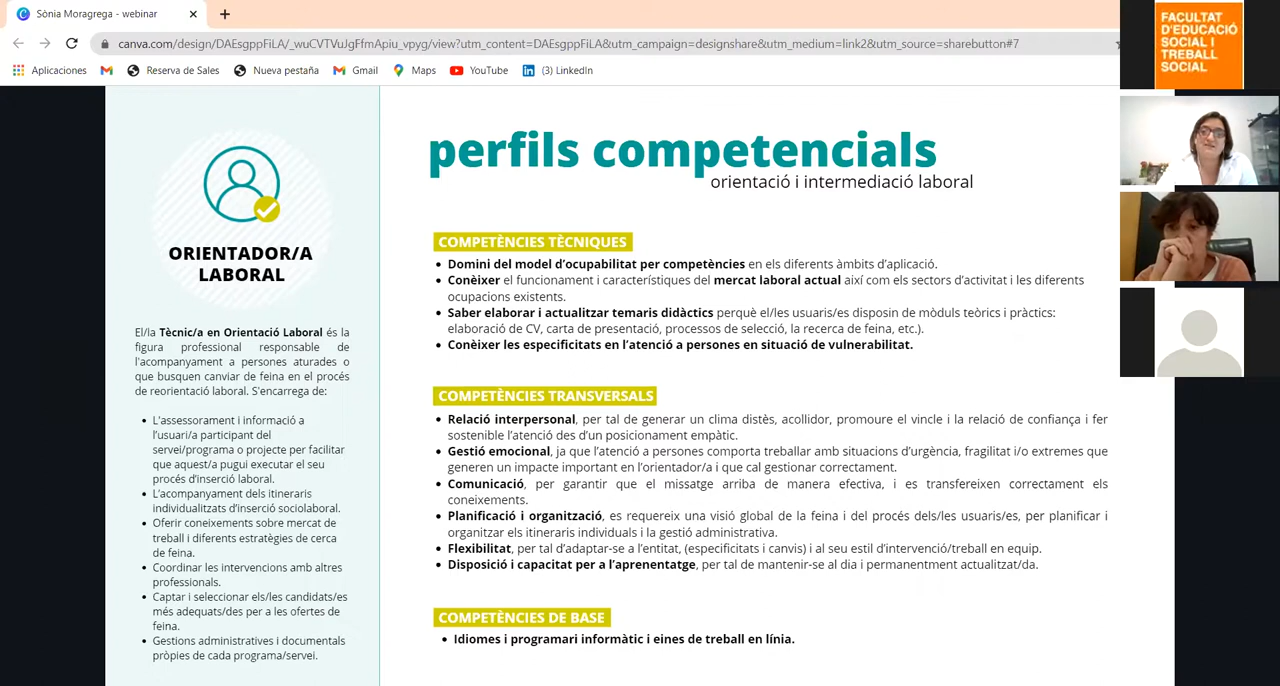 Sònia Moragrega - webinar
canva.com/design/DAEsgppFiLA/_wuCVTVuJgFfmApiu_vpyg/view?utm_content=DAEsgppFiLA&utm_campaign=designshare&utm_medium=link2&utm_source=sharebutton#7
Aplicaciones
Reserva de Sales
Nueva pestaña
Gmail
Maps
YouTube
(3) LinkedIn
FACULTAT
D'EDUCACIÓ
SOCIAL I
TREBALL
SOCIAL
ORIENTADOR/A
LABORAL
El/la Tècnic/a en Orientació Laboral és la
figura professional responsable de
l'acompanyament a persones aturades o
que busquen canviar de feina en el procés
de reorientació laboral. S'encarrega de:
• L'assessorament i informació a
l'usuari/a participant del
servei/programa o projecte per facilitar
que aquest/a pugui executar el seu
procés d'inserció laboral.
• L'acompanyament dels itineraris
individualitzats d'inserció sociolaboral.
• Oferir coneixements sobre mercat de
treball i diferents estratègies de cerca
de feina.
• Coordinar les intervencions amb altres
professionals.
• Captar i seleccionar els/les candidats/es
més adequats/des per a les ofertes de
feina.
• Gestions administratives i documentals
pròpies de cada programa/servei.
perfils competencials
orientació i intermediació laboral
COMPETÈNCIES TÈCNIQUES
• Domini del model d'ocupabilitat per competències en els diferents àmbits d'aplicació.
• Conèixer el funcionament i característiques del mercat laboral actual així com els sectors d'activitat i les diferents
ocupacions existents.
• Saber elaborar i actualitzar temaris didàctics perquè el/les usuaris/es disposin de mòduls teòrics i pràctics:
elaboració de CV, carta de presentació, processos de selecció, la recerca de feina, etc.).
• Conèixer les especificitats en l'atenció a persones en situació de vulnerabilitat.
COMPETÈNCIES TRANSVERSALS
• Relació interpersonal, per tal de generar un clima distès, acollidor, promoure el vincle i la relació de confiança i fer
sostenible l'atenció des d'un posicionament empàtic.
• Gestió emocional, ja que l'atenció a persones comporta treballar amb situacions d'urgència, fragilitat i/o extremes que
generen un impacte important en l'orientador/a i que cal gestionar correctament.
• Comunicació, per garantir que el missatge arriba de manera efectiva, i es transfereixen correctament els
coneixements.
• Planificació i organització, es requereix una visió global de la feina i del procés dels/les usuaris/es, per planificar i
organitzar els itineraris individuals i la gestió administrativa.
• Flexibilitat, per tal d'adaptar-se a l'entitat, (especificitats i canvis) i al seu estil d'intervenció/treball en equip.
• Disposició i capacitat per a l'aprenentatge, per tal de mantenir-se al dia i permanentment actualitzat/da.
COMPETÈNCIES DE BASE
• Idiomes i programari informàtic i eines de treball en línia.